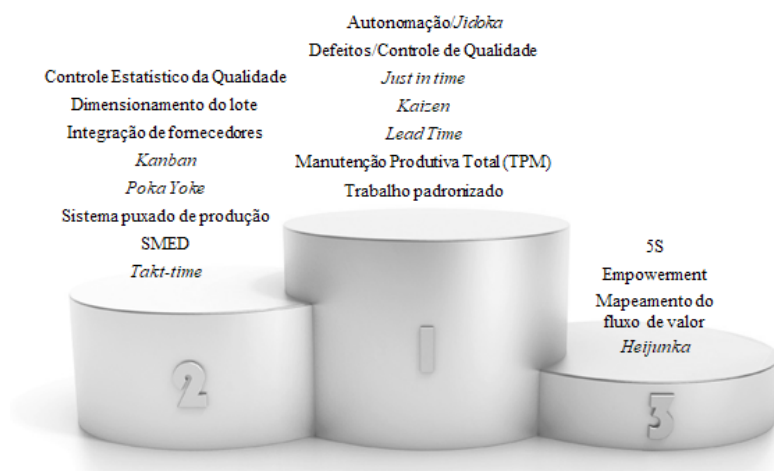 Autonomação/Jidoka
Defeitos/Controle de Qualidade
Just in time
Kaizen
Lead Time
Manutenção Produtiva Total (TPM)
Trabalho padronizado
1
Controle Estatistico da Qualidade
Dimensionamento do lote
Integração de fornecedores
Kanban
Poka Yoke
Sistema puxado de produção
SMED
Takt-time
2
5S
Empowerment
Mapeamento do
fluxo de valor
Heijunka
3